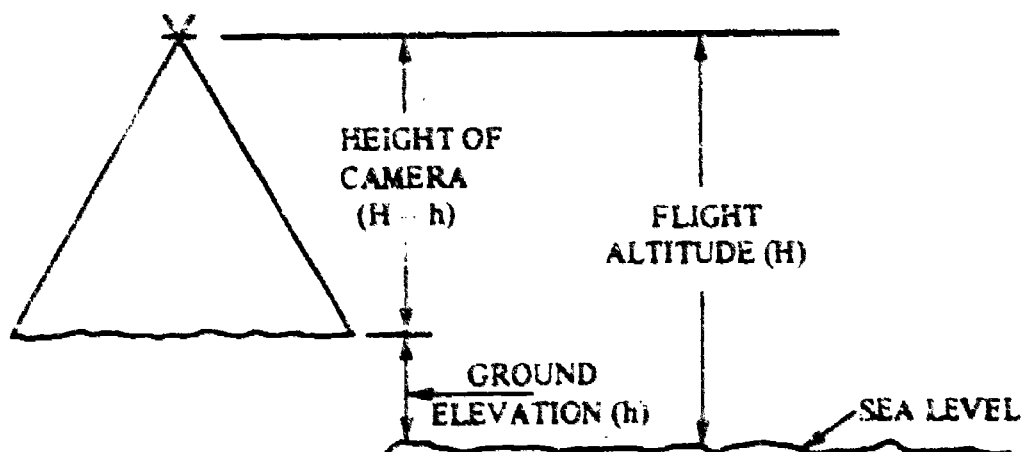 HEIGHT OF
CAMERA
(H - h)
FLIGHT
ALTITUDE (H)
GROUND
ELEVATION (h)
SEA LEVEL